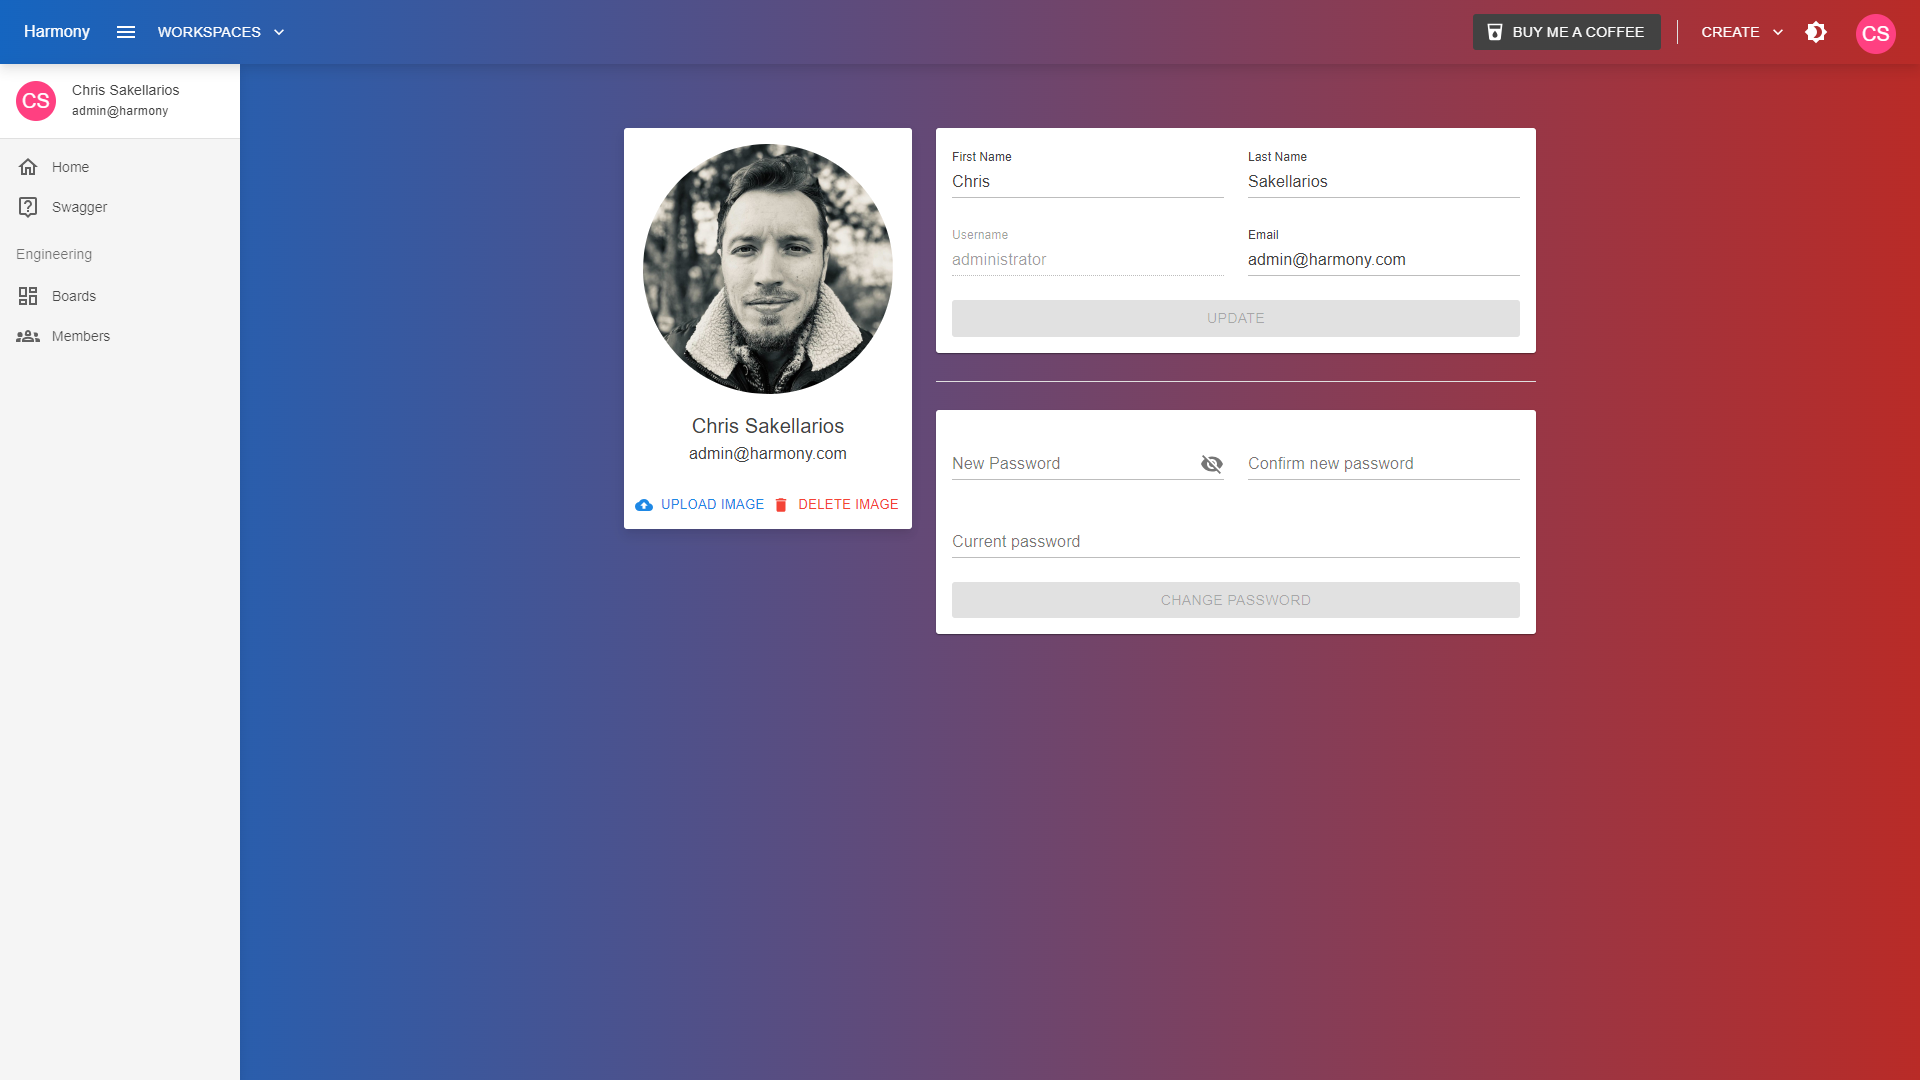 Harmony
WORKSPACES
BUY ME A COFFEE
CREATE
CS
CS
Chris Sakellarios
admin@harmony
Home
Swagger
Engineering
Boards
Members
Chris Sakellarios
admin@harmony.com
UPLOAD IMAGE
DELETE IMAGE
First Name
Chris
Last Name
Sakellarios
Username
administrator
Email
admin@harmony.com
UPDATE
New Password
Confirm new password
Current password
CHANGE PASSWORD